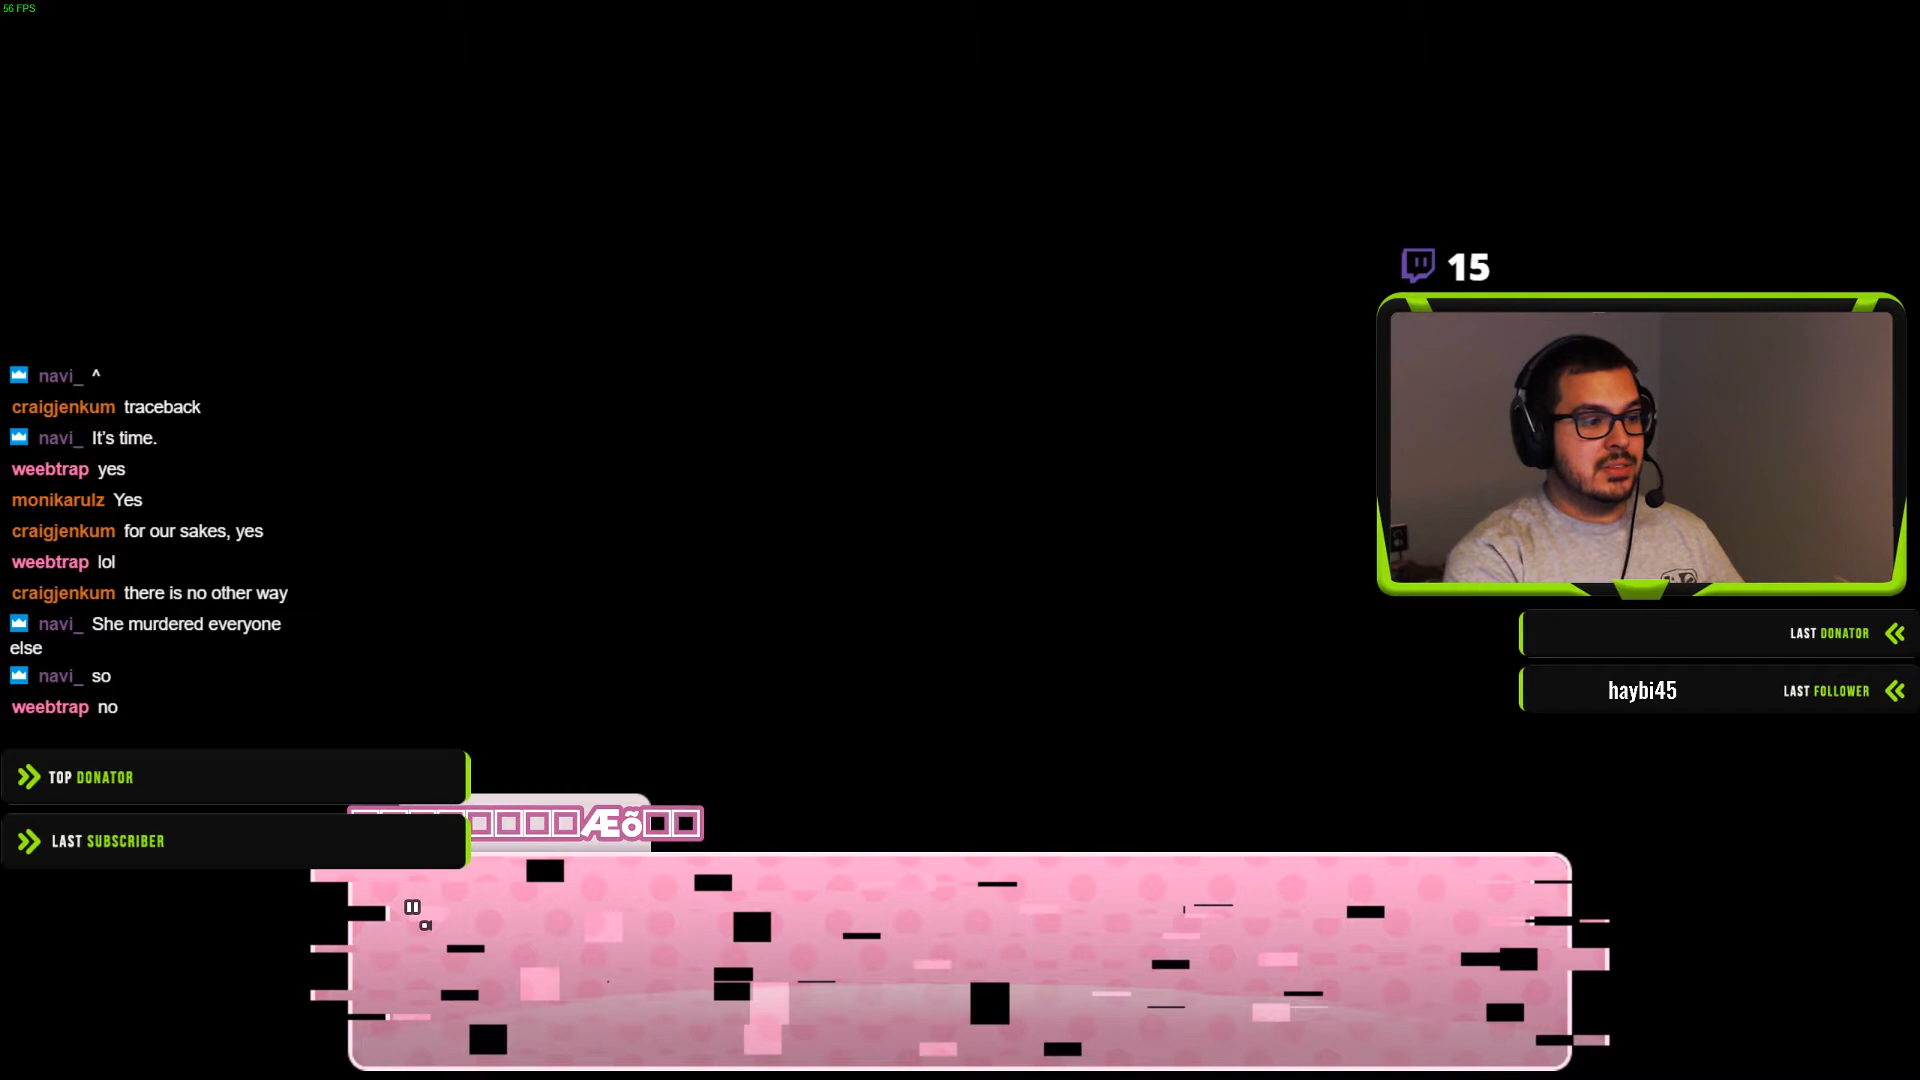 56 FPS
15
navi_ ^
craigjenkum traceback
navi_ It's time.
weebtrap yes
monikarulz Yes
craigjenkum for our sakes, yes
weebtrap lol
craigjenkum there is no other way
navi_ She murdered everyone
else
navi_ so
weebtrap no
LAST DONATOR
haybi45 LAST FOLLOWER
TOP DONATOR
LAST SUBSCRIBER
Æõ